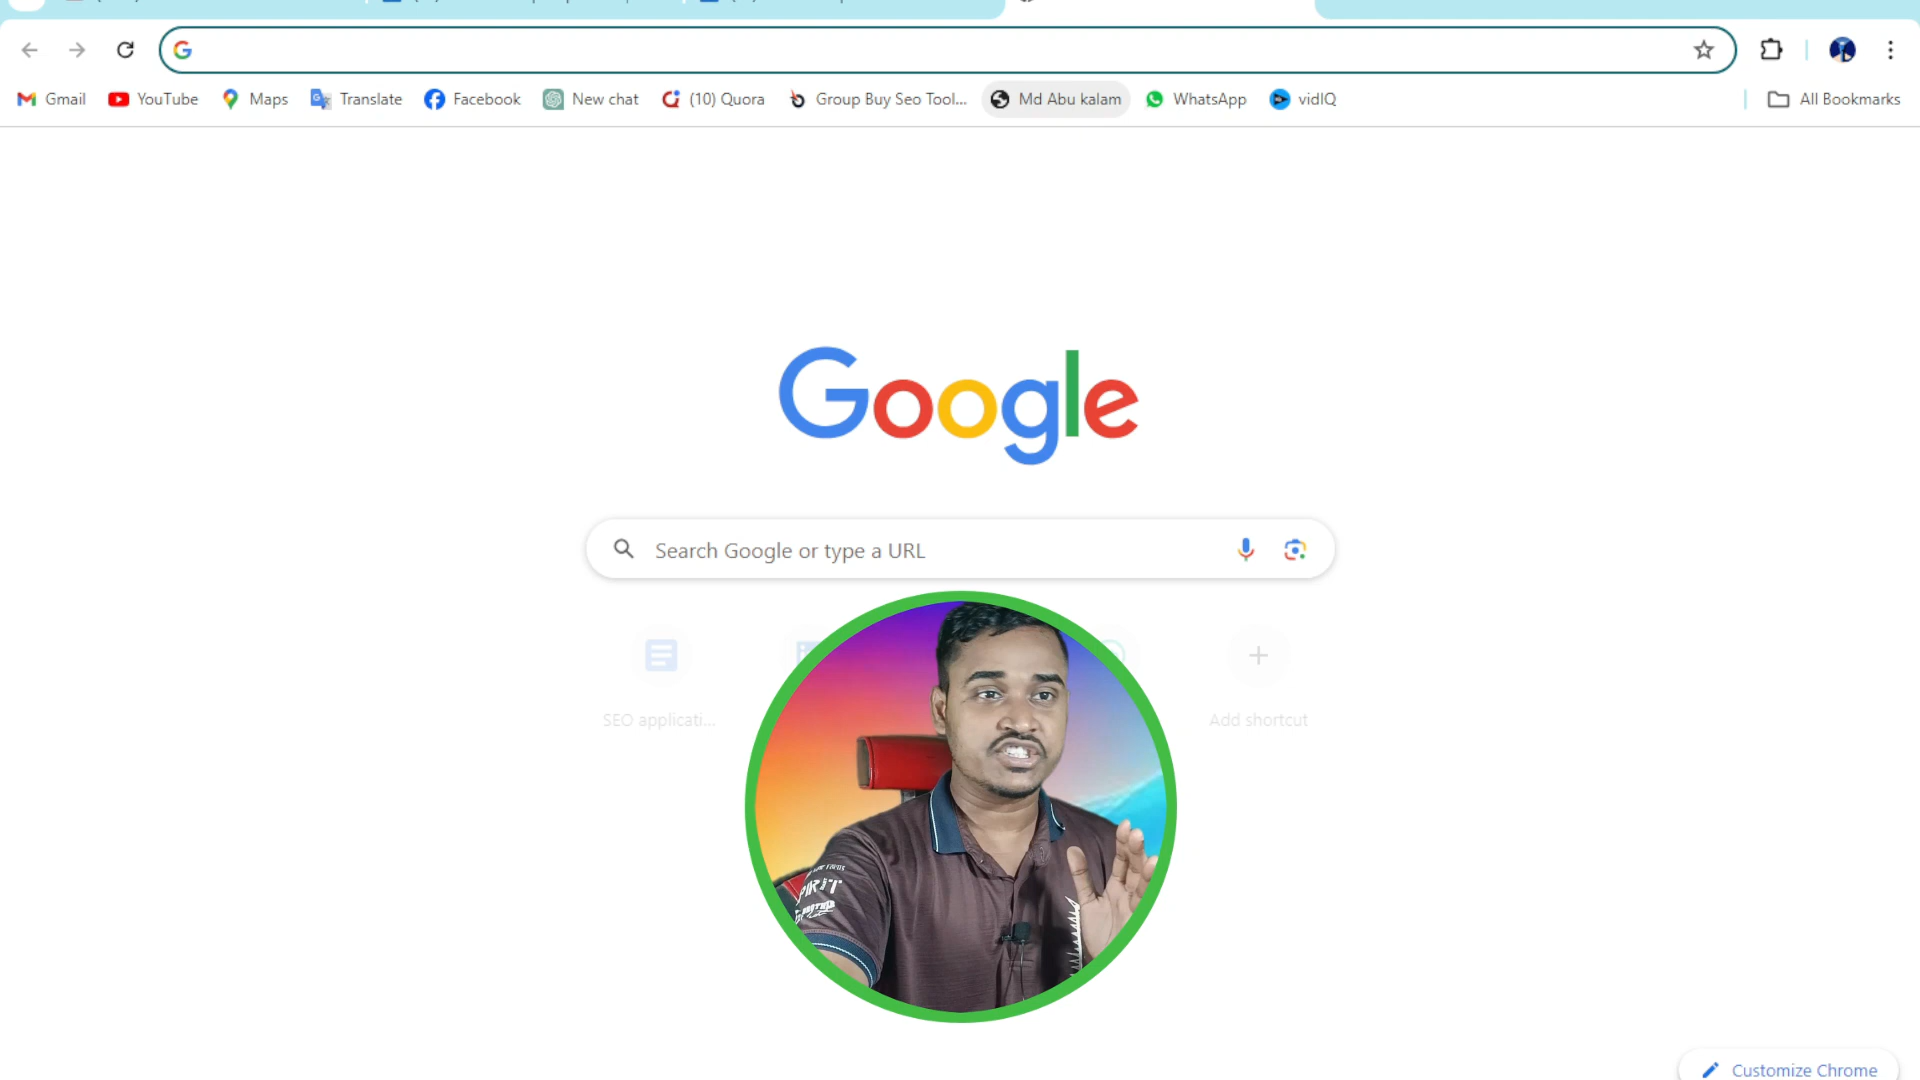 Gmail YouTube Maps Translate Facebook New chat (10) Quora Group Buy Seo Tool... Md Abu kalam WhatsApp vidIQ All Bookmarks
Google
Search Google or type a URL
SEO applicati... Add shortcut
Customize Chrome